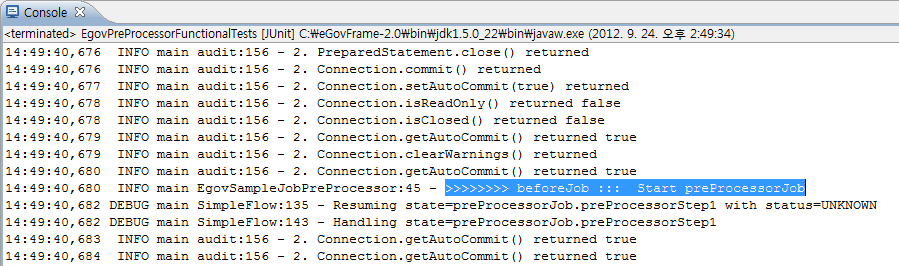 Console
<terminated> EgovPreProcessorFunctionalTests [JUnit] C:₩eGovFrame-2.0₩bin₩jdk1.5.0_22₩bin₩javaw.exe (2012. 9. 24. 오후 2:49:34)
14:49:40,676  INFO main audit:156 - 2. PreparedStatement.close() returned
14:49:40,676  INFO main audit:156 - 2. Connection.commit() returned
14:49:40,677  INFO main audit:156 - 2. Connection.setAutoCommit(true) returned
14:49:40,678  INFO main audit:156 - 2. Connection.isReadOnly() returned false
14:49:40,678  INFO main audit:156 - 2. Connection.isClosed() returned false
14:49:40,679  INFO main audit:156 - 2. Connection.getAutoCommit() returned true
14:49:40,679  INFO main audit:156 - 2. Connection.clearWarnings() returned
14:49:40,680  INFO main audit:156 - 2. Connection.getAutoCommit() returned true
14:49:40,680  INFO main EgovSampleJobPreProcessor:45 - >>>>>>>>> beforeJob :::  Start preProcessorJob
14:49:40,682 DEBUG main SimpleFlow:135 - Resuming state=preProcessorJob.preProcessorStep1 with status=UNKNOWN
14:49:40,682 DEBUG main SimpleFlow:143 - Handling state=preProcessorJob.preProcessorStep1
14:49:40,683  INFO main audit:156 - 2. Connection.getAutoCommit() returned true
14:49:40,684  INFO main audit:156 - 2. Connection.getAutoCommit() returned true